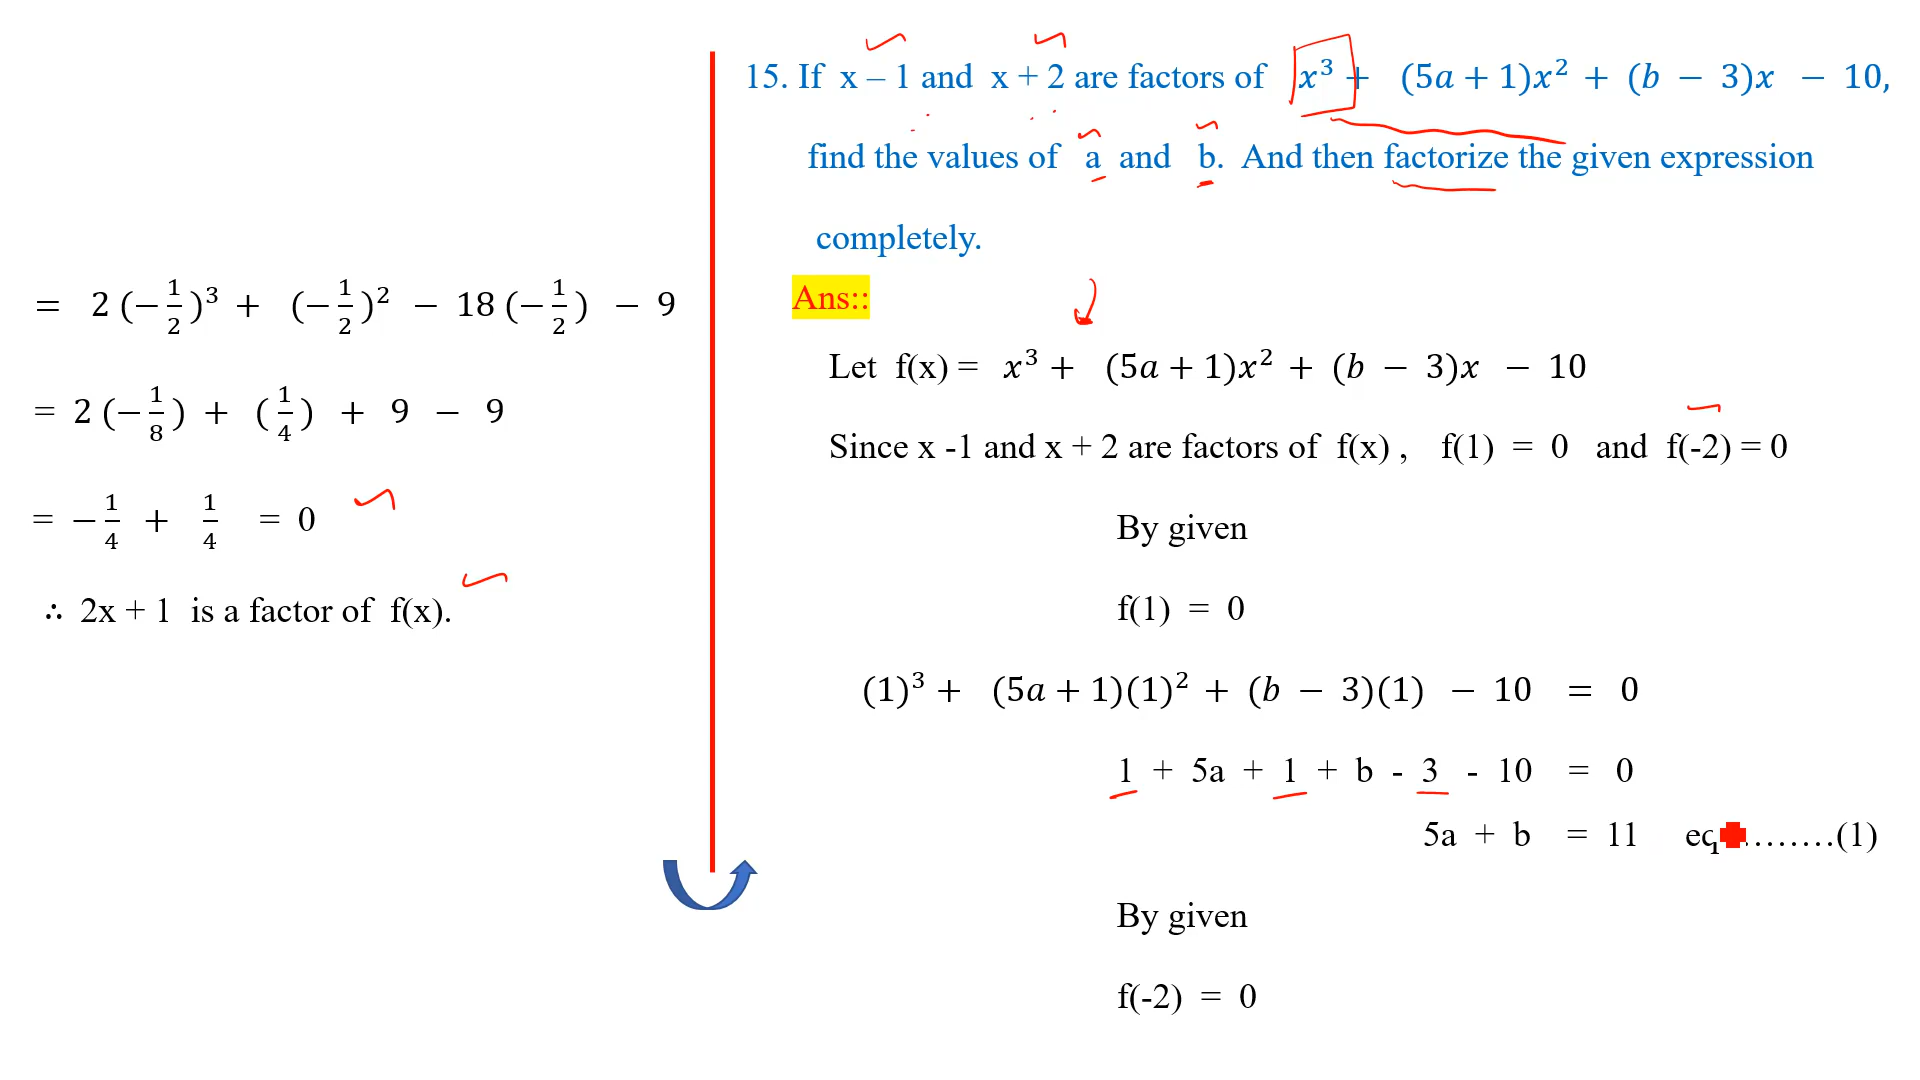 = 2 (−1/2)³ + (−1/2)² − 18 (−1/2) − 9
= 2 (−1/8) + (1/4) + 9 − 9
= −1/4 + 1/4 = 0
∴ 2x + 1 is a factor of f(x).
15. If x – 1 and x + 2 are factors of x³ + (5a + 1)x² + (b − 3)x − 10,
find the values of a and b. And then factorize the given expression
completely.
Ans::
Let f(x) = x³ + (5a + 1)x² + (b − 3)x − 10
Since x -1 and x + 2 are factors of f(x) , f(1) = 0 and f(-2) = 0
By given
f(1) = 0
(1)³ + (5a + 1)(1)² + (b − 3)(1) − 10 = 0
1 + 5a + 1 + b - 3 - 10 = 0
5a + b = 11 eq………(1)
By given
f(-2) = 0